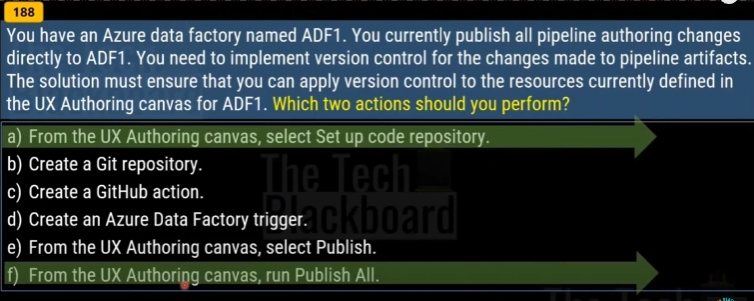 188
You have an Azure data factory named ADF1. You currently publish all pipeline authoring changes
directly to ADF1. You need to implement version control for the changes made to pipeline artifacts.
The solution must ensure that you can apply version control to the resources currently defined in
the UX Authoring canvas for ADF1. Which two actions should you perform?
a) From the UX Authoring canvas, select Set up code repository.
b) Create a Git repository.
c) Create a GitHub action.
d) Create an Azure Data Factory trigger.
e) From the UX Authoring canvas, select Publish.
f) From the UX Authoring canvas, run Publish All.
The Tech
Blackboard